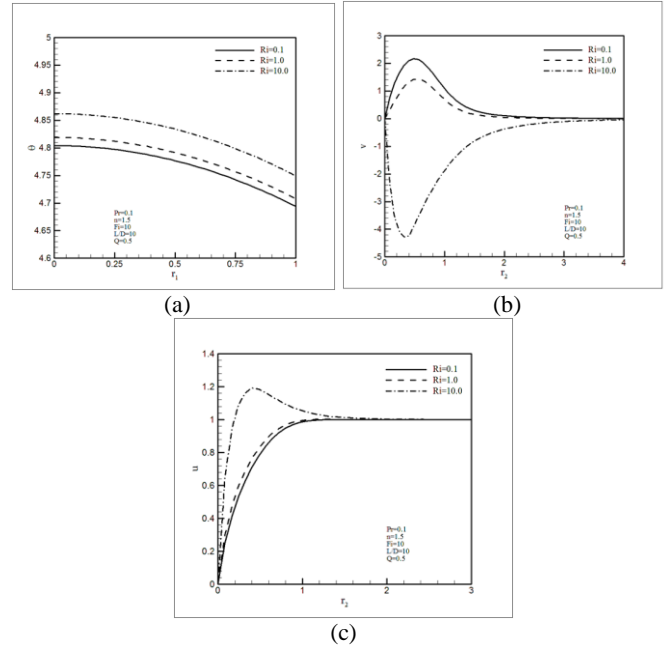 5
4.95
4.9
4.85
4.8
4.75
4.7
4.65
4.6
θ
Ri=0.1
Ri=1.0
Ri=10.0
Pr=0.1
n=1.5
Fi=10
L/D=10
Q=0.5
0
0.25
0.5
0.75
1
r1
(a)
3
2
1
0
-1
-2
-3
-4
-5
v
Ri=0.1
Ri=1.0
Ri=10.0
Pr=0.1
n=1.5
Fi=10
L/D=10
Q=0.5
0
1
2
3
4
r2
(b)
1.4
1.2
1
0.8
0.6
0.4
0.2
0
u
Ri=0.1
Ri=1.0
Ri=10.0
Pr=0.1
n=1.5
Fi=10
L/D=10
Q=0.5
0
1
2
3
r2
(c)